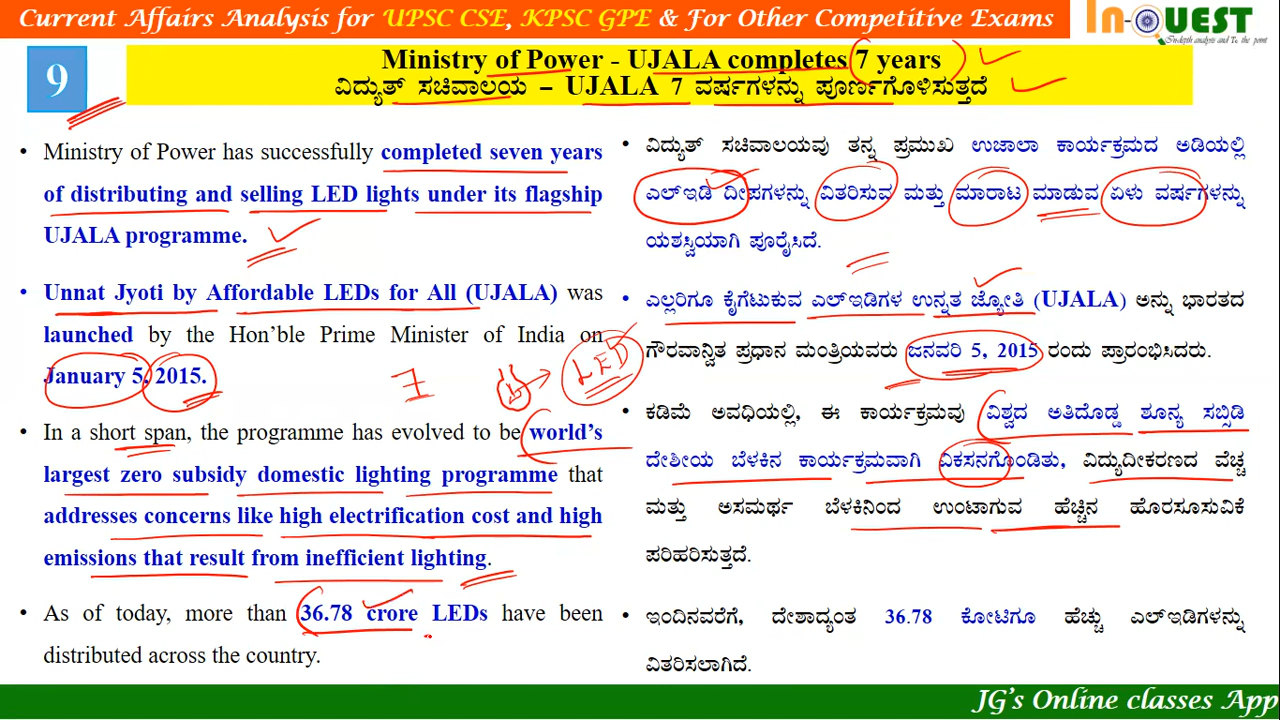 Current Affairs Analysis for UPSC CSE, KPSC GPE & For Other Competitive Exams
In-QUEST
In-depth analysis and To the point
9
Ministry of Power - UJALA completes 7 years
ವಿದ್ಯುತ್ ಸಚಿವಾಲಯ – UJALA 7 ವರ್ಷಗಳನ್ನು ಪೂರ್ಣಗೊಳಿಸುತ್ತದೆ
• Ministry of Power has successfully completed seven years
of distributing and selling LED lights under its flagship
UJALA programme.
• Unnat Jyoti by Affordable LEDs for All (UJALA) was
launched by the Hon'ble Prime Minister of India on
January 5, 2015.
7
LED
• In a short span, the programme has evolved to be world's
largest zero subsidy domestic lighting programme that
addresses concerns like high electrification cost and high
emissions that result from inefficient lighting.
• As of today, more than 36.78 crore LEDs have been
distributed across the country.
• ವಿದ್ಯುತ್ ಸಚಿವಾಲಯವು ತನ್ನ ಪ್ರಮುಖ ಉಜಾಲಾ ಕಾರ್ಯಕ್ರಮದ ಅಡಿಯಲ್ಲಿ
ಎಲ್ಇಡಿ ದೀಪಗಳನ್ನು ವಿತರಿಸುವ ಮತ್ತು ಮಾರಾಟ ಮಾಡುವ ಏಳು ವರ್ಷಗಳನ್ನು
ಯಶಸ್ವಿಯಾಗಿ ಪೂರೈಸಿದೆ.
• ಎಲ್ಲರಿಗೂ ಕೈಗೆಟುಕುವ ಎಲ್ಇಡಿಗಳ ಉನ್ನತ ಜ್ಯೋತಿ (UJALA) ಅನ್ನು ಭಾರತದ
ಗೌರವಾನ್ವಿತ ಪ್ರಧಾನ ಮಂತ್ರಿಯವರು ಜನವರಿ 5, 2015 ರಂದು ಪ್ರಾರಂಭಿಸಿದರು.
• ಕಡಿಮೆ ಅವಧಿಯಲ್ಲಿ, ಈ ಕಾರ್ಯಕ್ರಮವು ವಿಶ್ವದ ಅತಿದೊಡ್ಡ ಶೂನ್ಯ ಸಬ್ಸಿಡಿ
ದೇಶೀಯ ಬೆಳಕಿನ ಕಾರ್ಯಕ್ರಮವಾಗಿ ವಿಕಸನಗೊಂಡಿತು, ವಿದ್ಯುದೀಕರಣದ ವೆಚ್ಚ
ಮತ್ತು ಅಸಮರ್ಥ ಬೆಳಕಿನಿಂದ ಉಂಟಾಗುವ ಹೆಚ್ಚಿನ ಹೊರಸೂಸುವಿಕೆ
ಪರಿಹರಿಸುತ್ತದೆ.
• ಇಂದಿನವರೆಗೆ, ದೇಶಾದ್ಯಂತ 36.78 ಕೋಟಿಗೂ ಹೆಚ್ಚು ಎಲ್ಇಡಿಗಳನ್ನು
ವಿತರಿಸಲಾಗಿದೆ.
JG's Online classes App